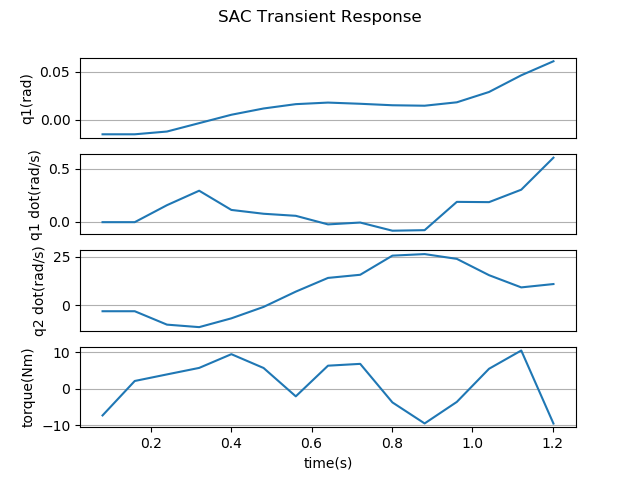 SAC Transient Response
q1(rad)
0.05
0.00
q1 dot(rad/s)
0.5
0.0
q2 dot(rad/s)
25
0
torque(Nm)
10
0
−10
0.2 0.4 0.6 0.8 1.0 1.2
time(s)